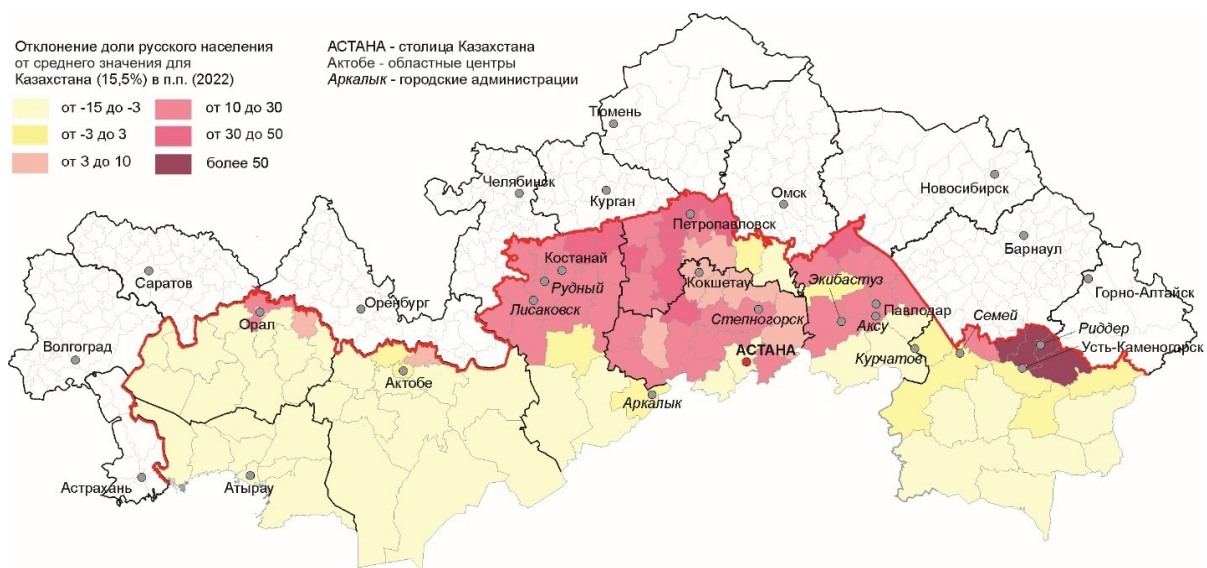 Отклонение доли русского населения
от среднего значения для
Казахстана (15,5%) в п.п. (2022)
от -15 до -3
от 10 до 30
от -3 до 3
от 30 до 50
от 3 до 10
более 50
АСТАНА - столица Казахстана
Актобе - областные центры
Аркалык - городские администрации
Тюмень
Челябинск
Курган
Омск
Новосибирск
Петропавловск
Барнаул
Саратов
Костанай
Рудный
Жокшетау
Экибастуз
Горно-Алтайск
Оренбург
Лисаковск
Степногорск
Павлодар
Аксу
Семей
Орал
Риддер
Волгоград
АСТАНА
Курчатов
Усть-Каменогорск
Актобе
Аркалык
Астрахань
Атырау